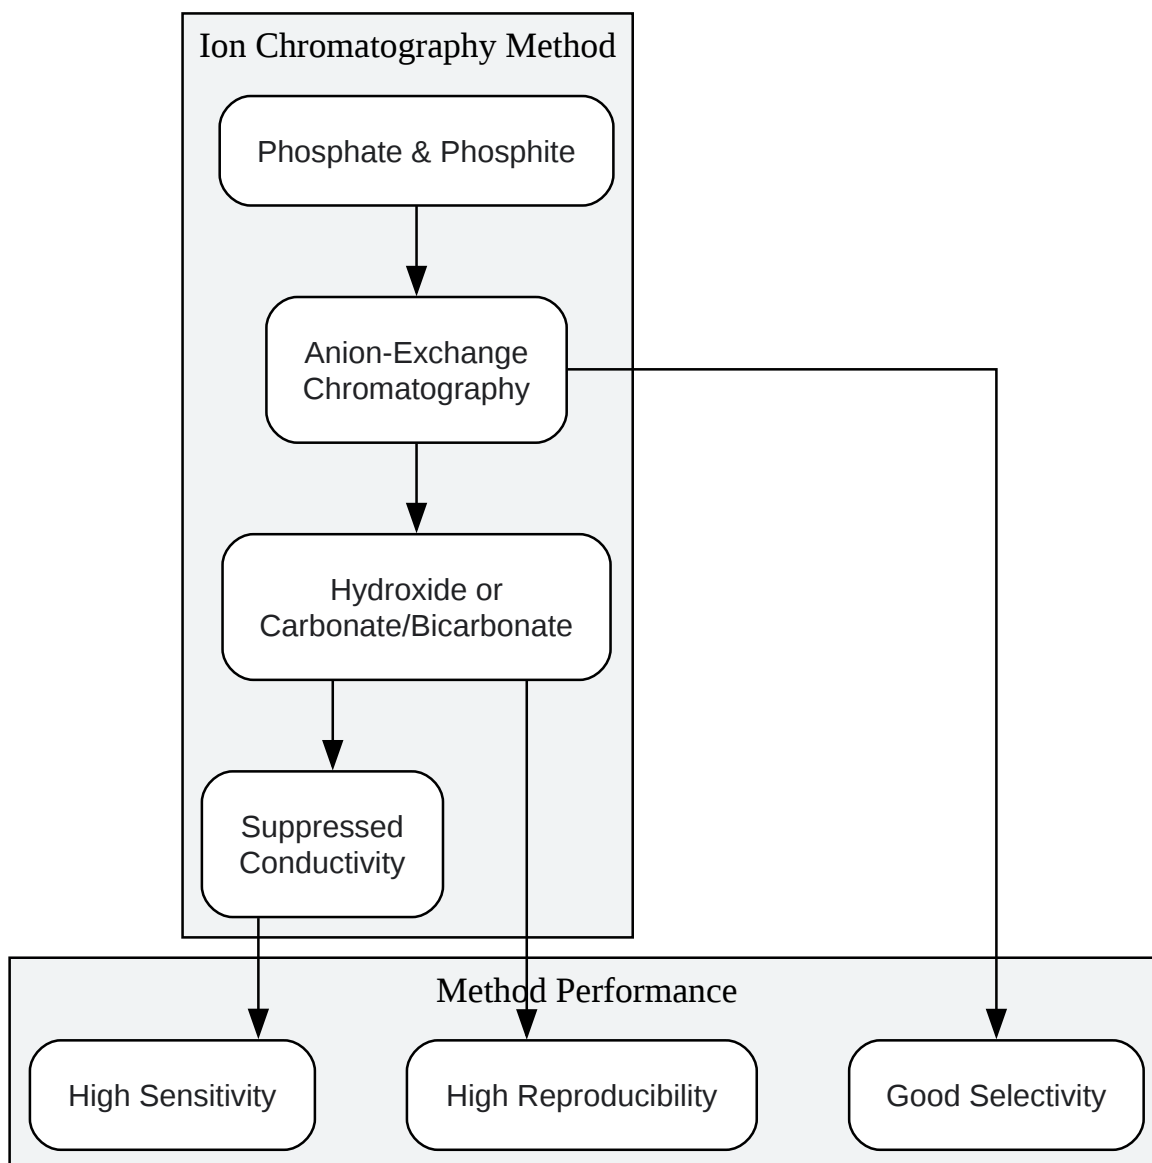 Ion Chromatography Method
Phosphate & Phosphite
Anion-Exchange
Chromatography
Hydroxide or
Carbonate/Bicarbonate
Suppressed
Conductivity
Method Performance
High Sensitivity
High Reproducibility
Good Selectivity